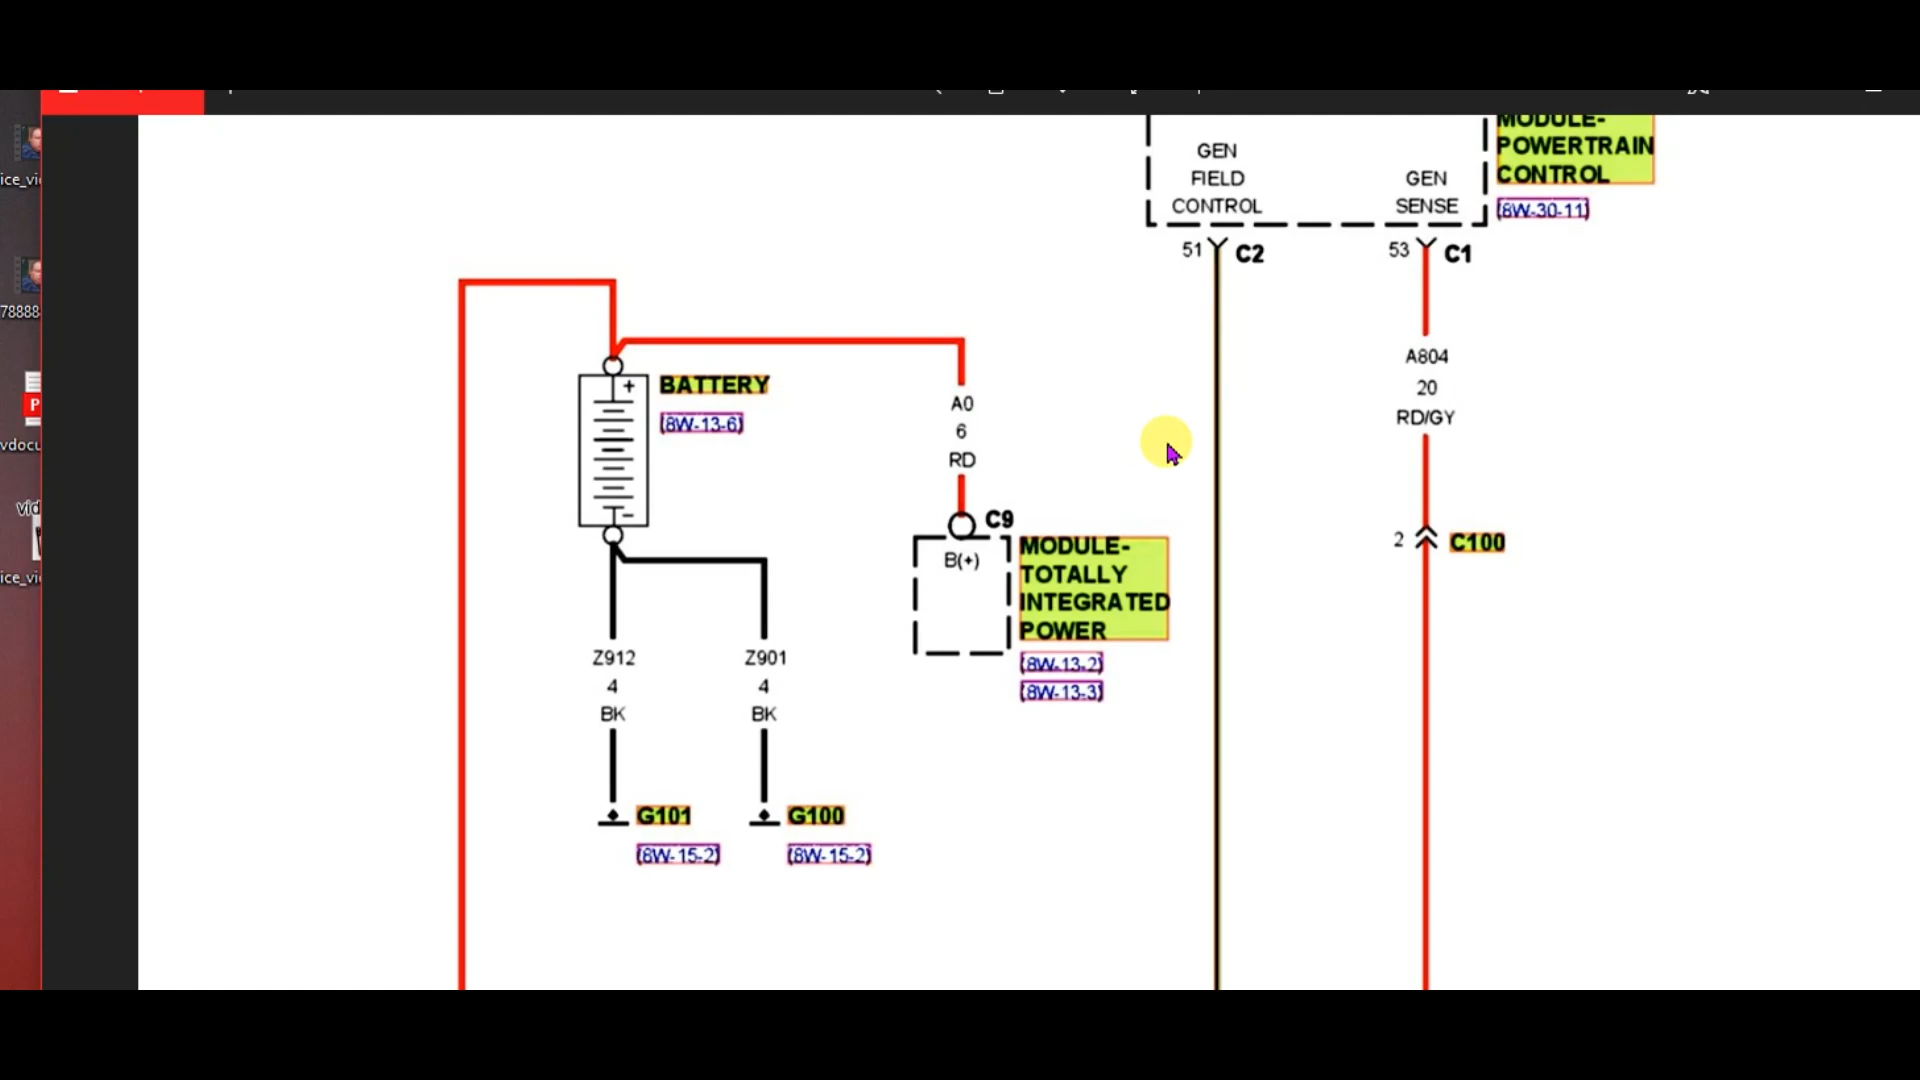 MODULE-
POWERTRAIN
CONTROL
(8W-30-11)
GEN
FIELD
CONTROL
GEN
SENSE
51
C2
53
C1
BATTERY
(8W-13-6)
+
-
A0
6
RD
C9
B(+)
MODULE-
TOTALLY
INTEGRATED
POWER
(8W-13-2)
(8W-13-3)
A804
20
RD/GY
2
C100
Z912
4
BK
Z901
4
BK
G101
(8W-15-2)
G100
(8W-15-2)
ice_vi
78888
P
vdocu
vid
ice_vi